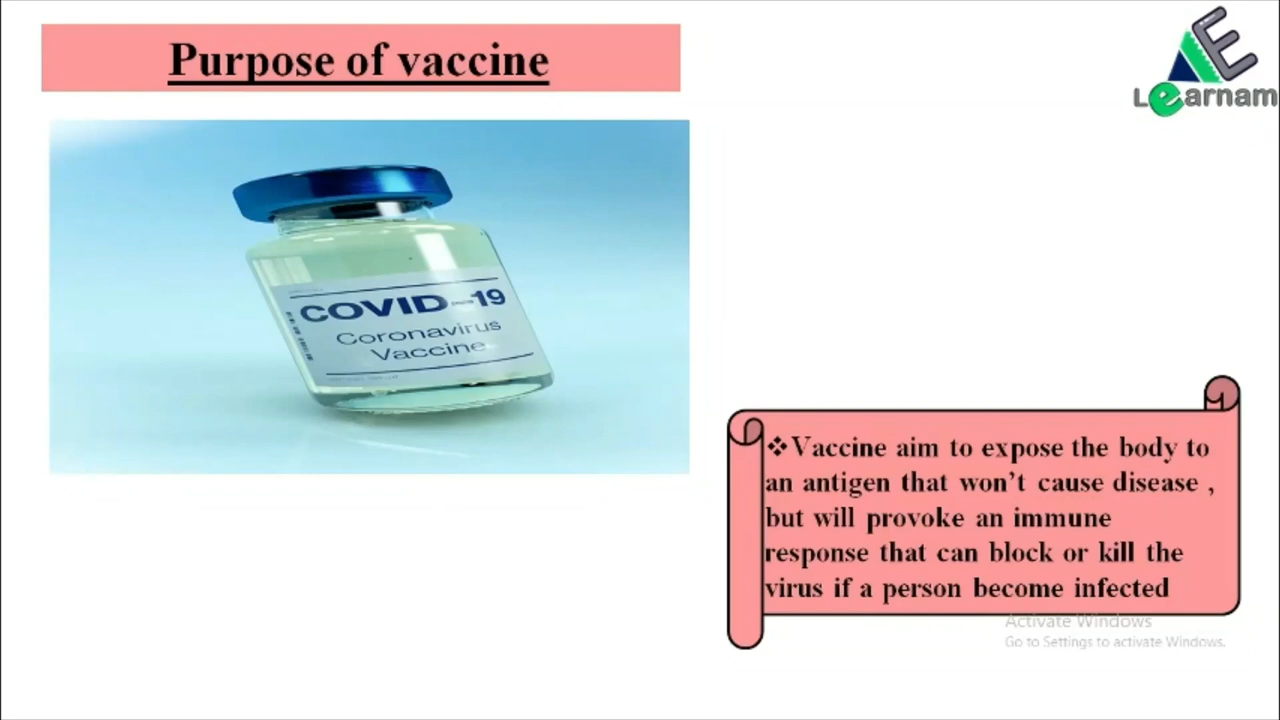 Purpose of vaccine
E
Learnam
COVID-19
Coronavirus
Vaccine
❖Vaccine aim to expose the body to
an antigen that won’t cause disease ,
but will provoke an immune
response that can block or kill the
virus if a person become infected
Activate Windows
Go to Settings to activate Windows.